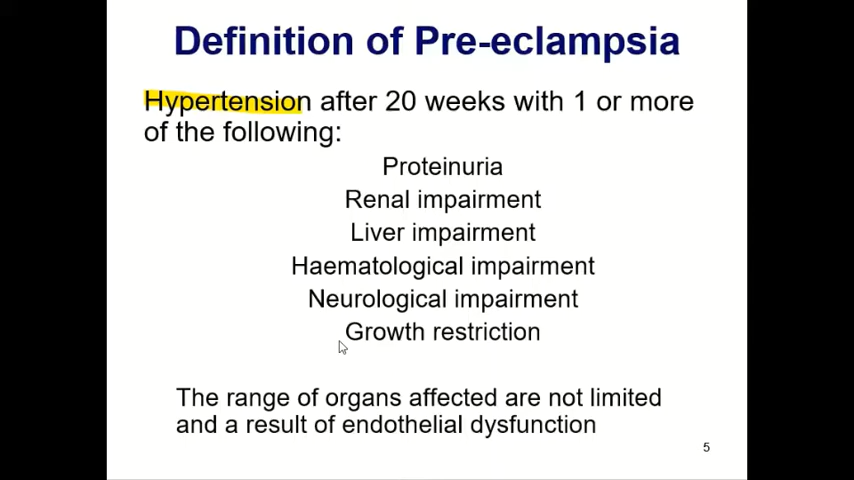 Definition of Pre-eclampsia
Hypertension after 20 weeks with 1 or more
of the following:
Proteinuria
Renal impairment
Liver impairment
Haematological impairment
Neurological impairment
Growth restriction
The range of organs affected are not limited
and a result of endothelial dysfunction
5